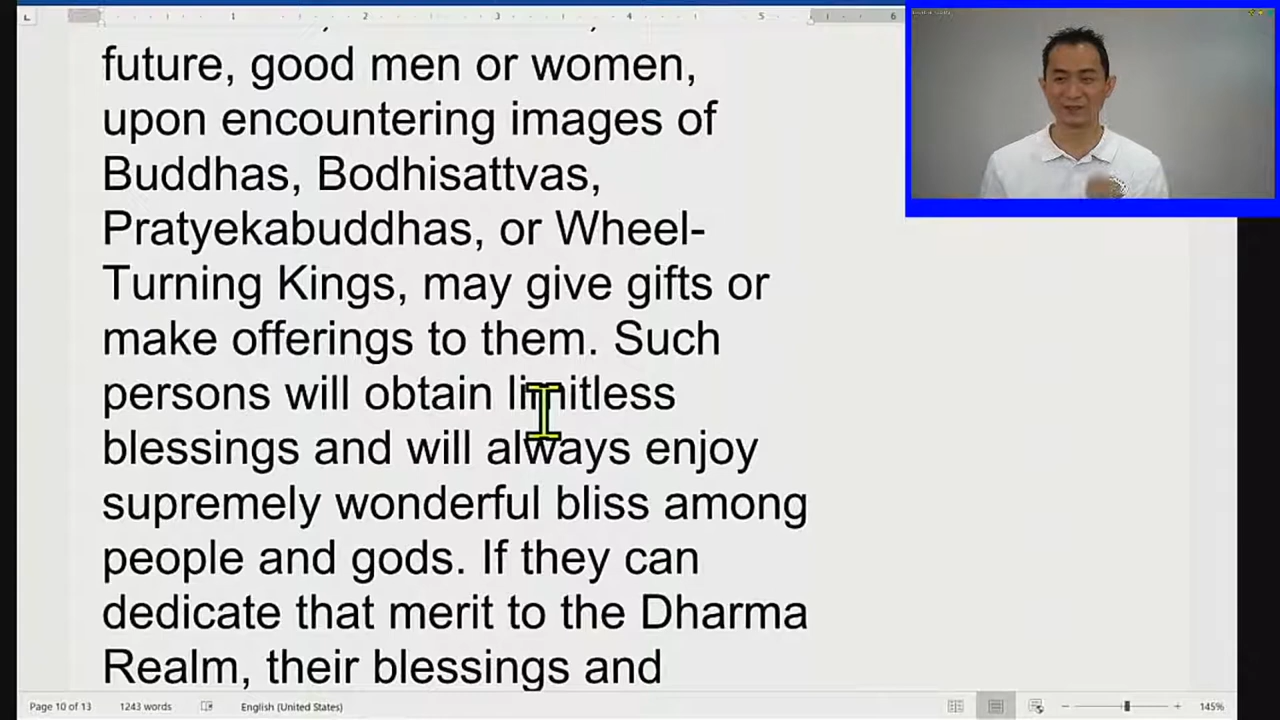 future, good men or women,
upon encountering images of
Buddhas, Bodhisattvas,
Pratyekabuddhas, or Wheel-
Turning Kings, may give gifts or
make offerings to them. Such
persons will obtain limitless
blessings and will always enjoy
supremely wonderful bliss among
people and gods. If they can
dedicate that merit to the Dharma
Realm, their blessings and
Page 10 of 13 1243 words English (United States) 145%